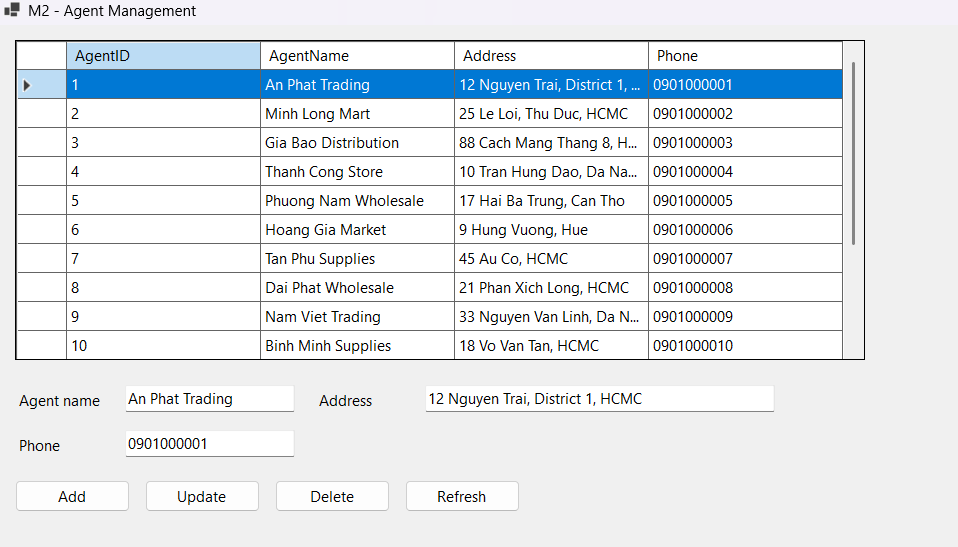 M2 - Agent Management
AgentID AgentName Address Phone
1 An Phat Trading 12 Nguyen Trai, District 1, ... 0901000001
2 Minh Long Mart 25 Le Loi, Thu Duc, HCMC 0901000002
3 Gia Bao Distribution 88 Cach Mang Thang 8, H... 0901000003
4 Thanh Cong Store 10 Tran Hung Dao, Da Na... 0901000004
5 Phuong Nam Wholesale 17 Hai Ba Trung, Can Tho 0901000005
6 Hoang Gia Market 9 Hung Vuong, Hue 0901000006
7 Tan Phu Supplies 45 Au Co, HCMC 0901000007
8 Dai Phat Wholesale 21 Phan Xich Long, HCMC 0901000008
9 Nam Viet Trading 33 Nguyen Van Linh, Da N... 0901000009
10 Binh Minh Supplies 18 Vo Van Tan, HCMC 0901000010
Agent name An Phat Trading Address 12 Nguyen Trai, District 1, HCMC
Phone 0901000001
Add Update Delete Refresh